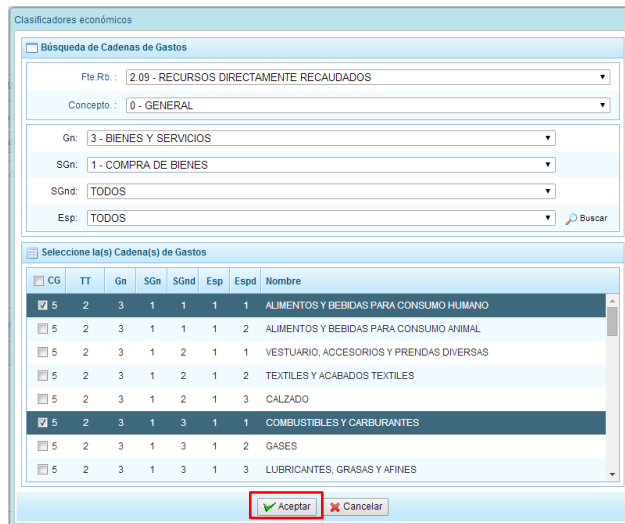 Clasificadores económicos
Búsqueda de Cadenas de Gastos
Fte.Rb. : 2.09 - RECURSOS DIRECTAMENTE RECAUDADOS
Concepto. : 0 - GENERAL
Gn: 3 - BIENES Y SERVICIOS
SGn: 1 - COMPRA DE BIENES
SGnd: TODOS
Esp: TODOS Buscar
Seleccione la(s) Cadena(s) de Gastos
CG TT Gn SGn SGnd Esp Espd Nombre
5 2 3 1 1 1 1 ALIMENTOS Y BEBIDAS PARA CONSUMO HUMANO
5 2 3 1 1 1 2 ALIMENTOS Y BEBIDAS PARA CONSUMO ANIMAL
5 2 3 1 2 1 1 VESTUARIO, ACCESORIOS Y PRENDAS DIVERSAS
5 2 3 1 2 1 2 TEXTILES Y ACABADOS TEXTILES
5 2 3 1 2 1 3 CALZADO
5 2 3 1 3 1 1 COMBUSTIBLES Y CARBURANTES
5 2 3 1 3 1 2 GASES
5 2 3 1 3 1 3 LUBRICANTES, GRASAS Y AFINES
Aceptar Cancelar